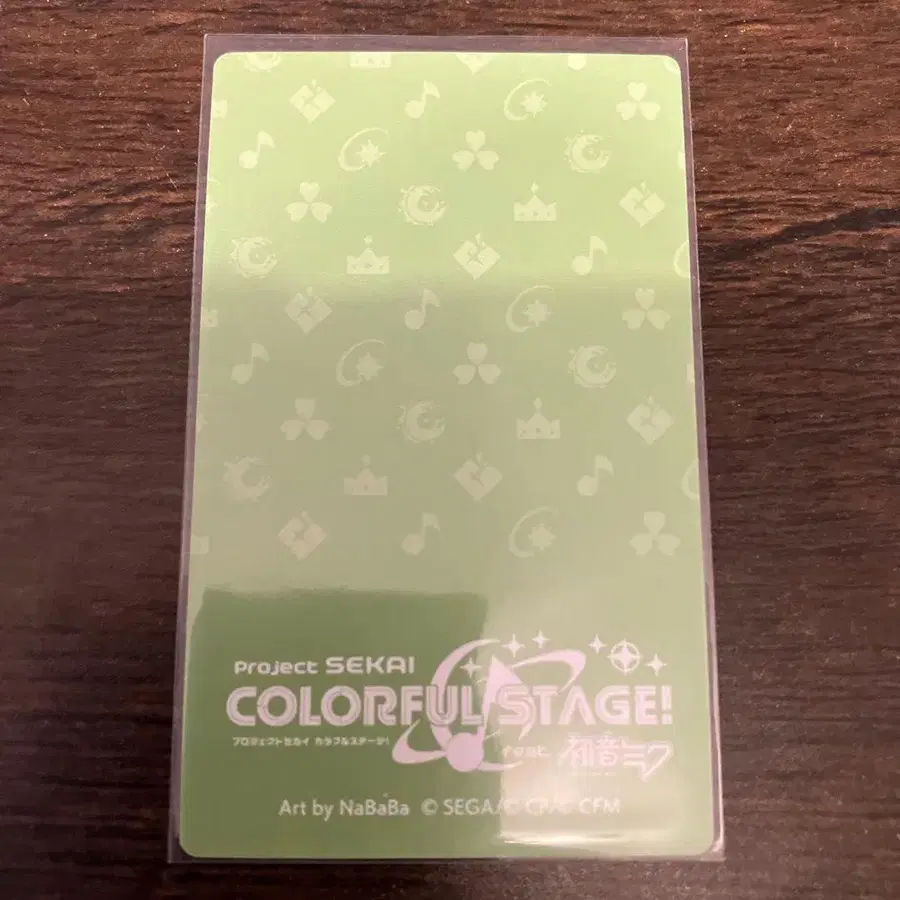 Project SEKAI
COLORFUL STAGE!
プロジェクトセカイ カラフルステージ!
feat. 初音ミク
Art by NaBaBa © SEGA/© CP/© CFM